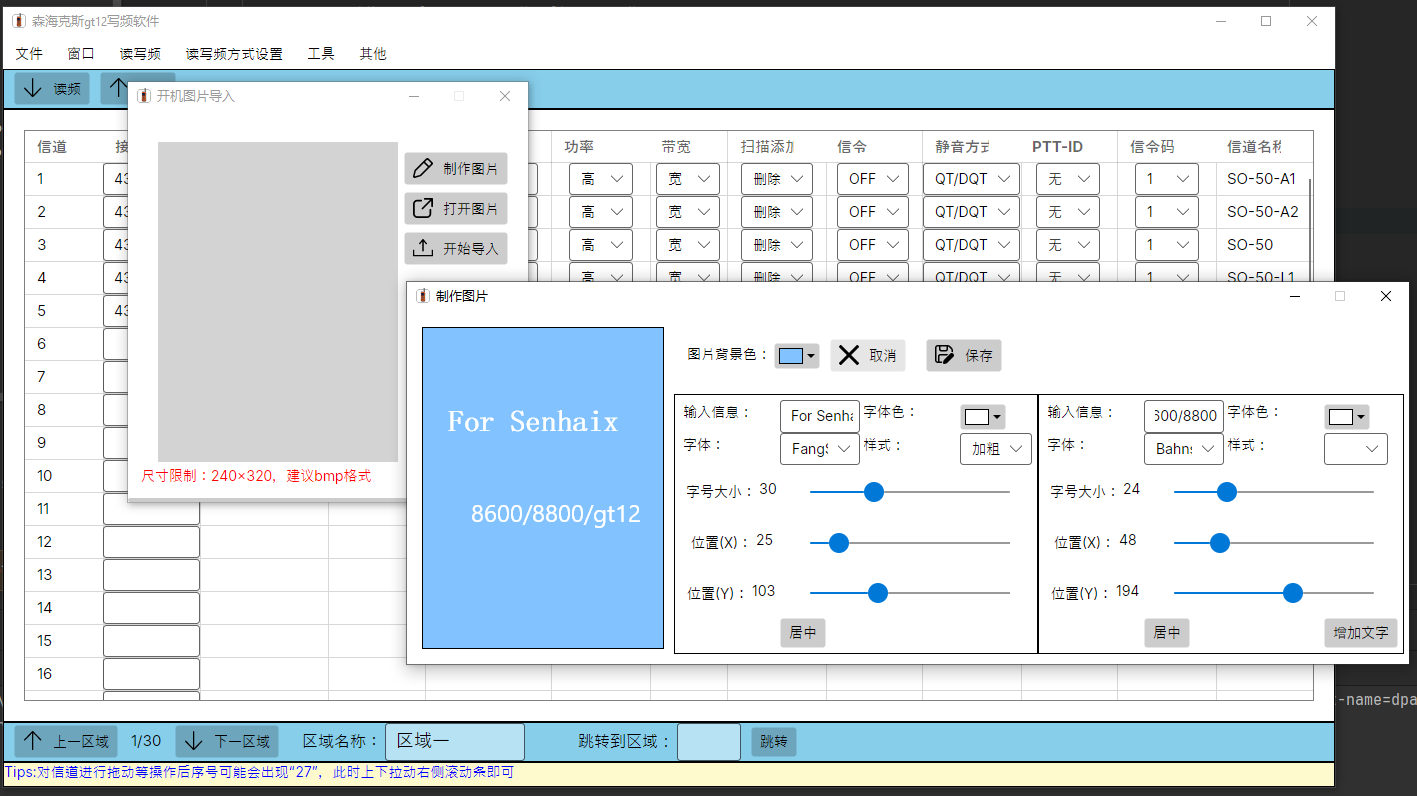 森海克斯gt12写频软件
文件 窗口 读写频 读写频方式设置 工具 其他
读频
开机图片导入
制作图片
打开图片
开始导入
尺寸限制：240×320，建议bmp格式
信道 接 功率 带宽 扫描添加 信令 静音方式 PTT-ID 信令码 信道名称
1 43 高 宽 删除 OFF QT/DQT 无 1 SO-50-A1
2 43 高 宽 删除 OFF QT/DQT 无 1 SO-50-A2
3 43 高 宽 删除 OFF QT/DQT 无 1 SO-50
4 43 高 宽 删除 OFF QT/DQT 无 1 SO-50-L1
5 43
6
7
8
9
10
11
12
13
14
15
16
制作图片
For Senhaix
8600/8800/gt12
图片背景色： 取消 保存
输入信息： For Senha 字体色：
字体： FangS 样式： 加粗
字号大小： 30
位置(X)： 25
位置(Y)： 103
居中
输入信息： 600/8800 字体色：
字体： Bahns 样式：
字号大小： 24
位置(X)： 48
位置(Y)： 194
居中 增加文字
-name=dpa
上一区域 1/30 下一区域 区域名称： 区域一 跳转到区域： 跳转
Tips:对信道进行拖动等操作后序号可能会出现“27”，此时上下拉动右侧滚动条即可